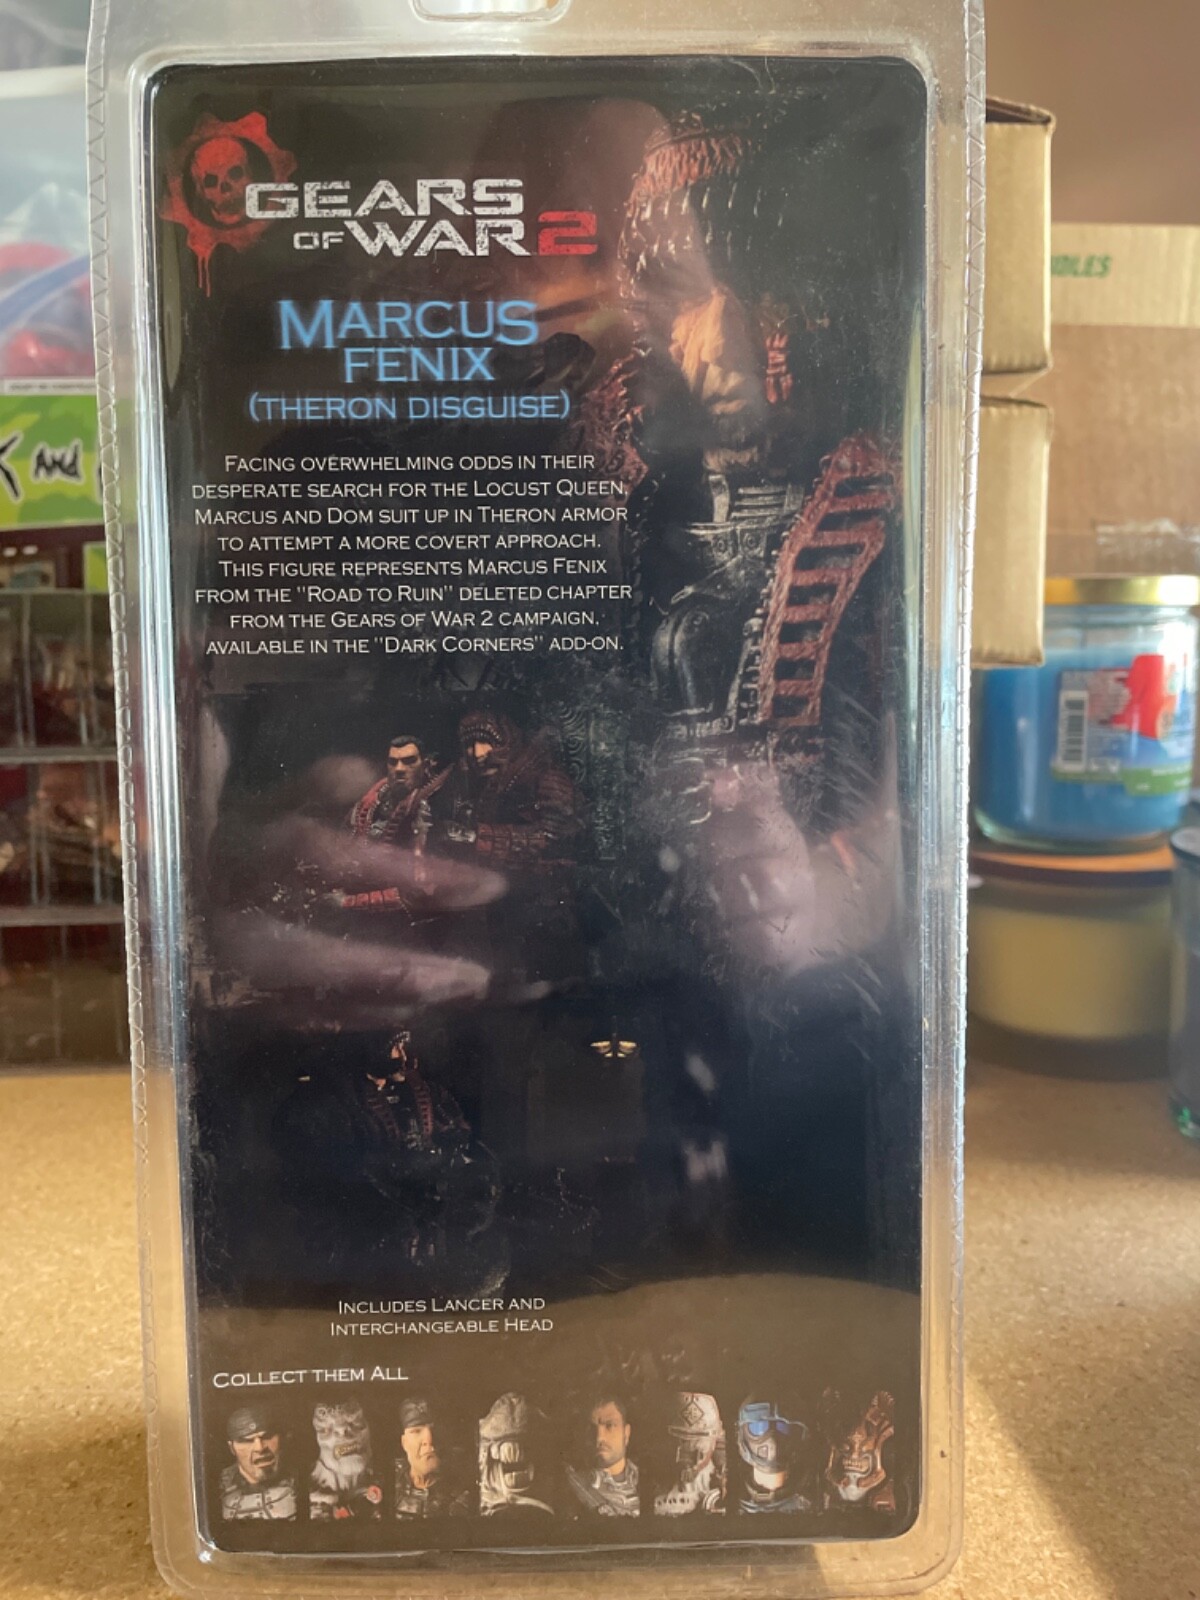 GEARS
OF WAR 2
MARCUS
FENIX
(THERON DISGUISE)
FACING OVERWHELMING ODDS IN THEIR
DESPERATE SEARCH FOR THE LOCUST QUEEN,
MARCUS AND DOM SUIT UP IN THERON ARMOR
TO ATTEMPT A MORE COVERT APPROACH.
THIS FIGURE REPRESENTS MARCUS FENIX
FROM THE "ROAD TO RUIN" DELETED CHAPTER
FROM THE GEARS OF WAR 2 CAMPAIGN,
AVAILABLE IN THE "DARK CORNERS" ADD-ON.
INCLUDES LANCER AND
INTERCHANGEABLE HEAD
COLLECT THEM ALL
AND